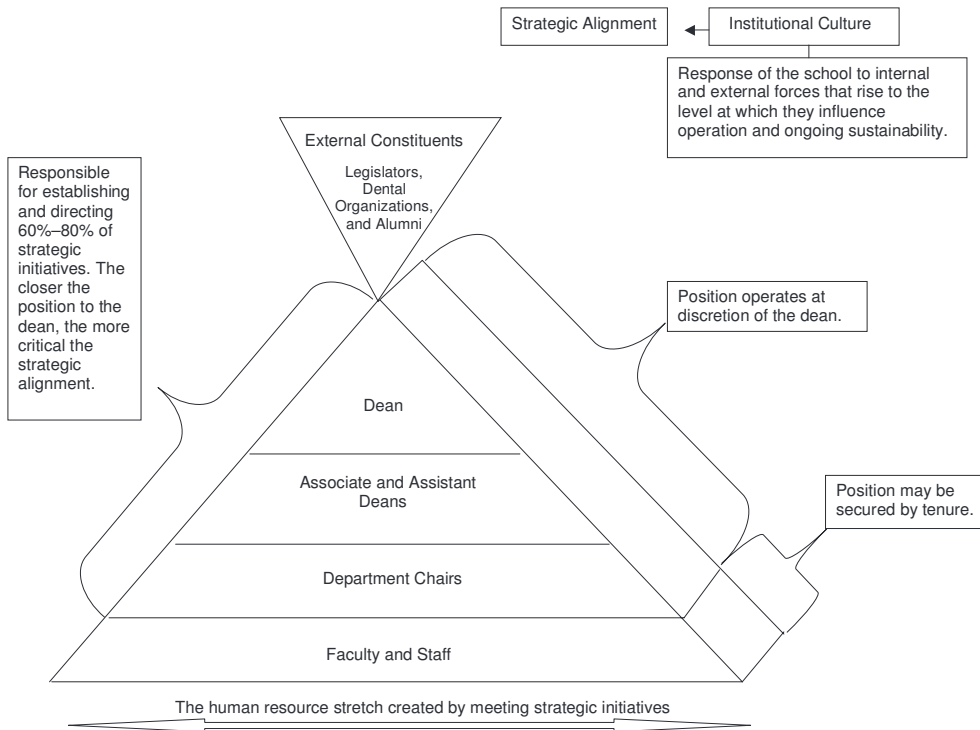 Strategic Alignment
Institutional Culture
Response of the school to internal
and external forces that rise to the
level at which they influence
operation and ongoing sustainability.
External Constituents
Legislators,
Dental
Organizations,
and Alumni
Responsible
for establishing
and directing
60%–80% of
strategic
initiatives. The
closer the
position to the
dean, the more
critical the
strategic
alignment.
Position operates at
discretion of the dean.
Dean
Associate and Assistant
Deans
Position may be
secured by tenure.
Department Chairs
Faculty and Staff
The human resource stretch created by meeting strategic initiatives